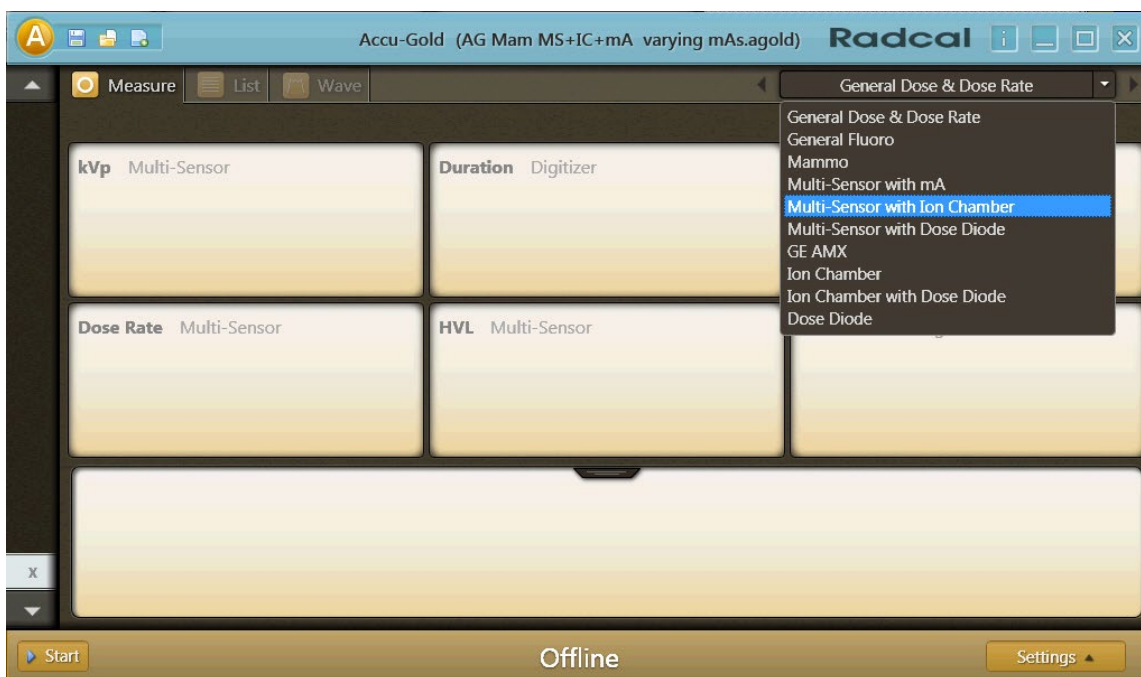 A
Accu-Gold (AG Mam MS+IC+mA varying mAs.agold)
Radcal
i
Measure
List
Wave
General Dose & Dose Rate
General Dose & Dose Rate
General Fluoro
Mammo
Multi-Sensor with mA
Multi-Sensor with Ion Chamber
Multi-Sensor with Dose Diode
GE AMX
Ion Chamber
Ion Chamber with Dose Diode
Dose Diode
kVp Multi-Sensor
Duration Digitizer
Dose Rate Multi-Sensor
HVL Multi-Sensor
X
Start
Offline
Settings